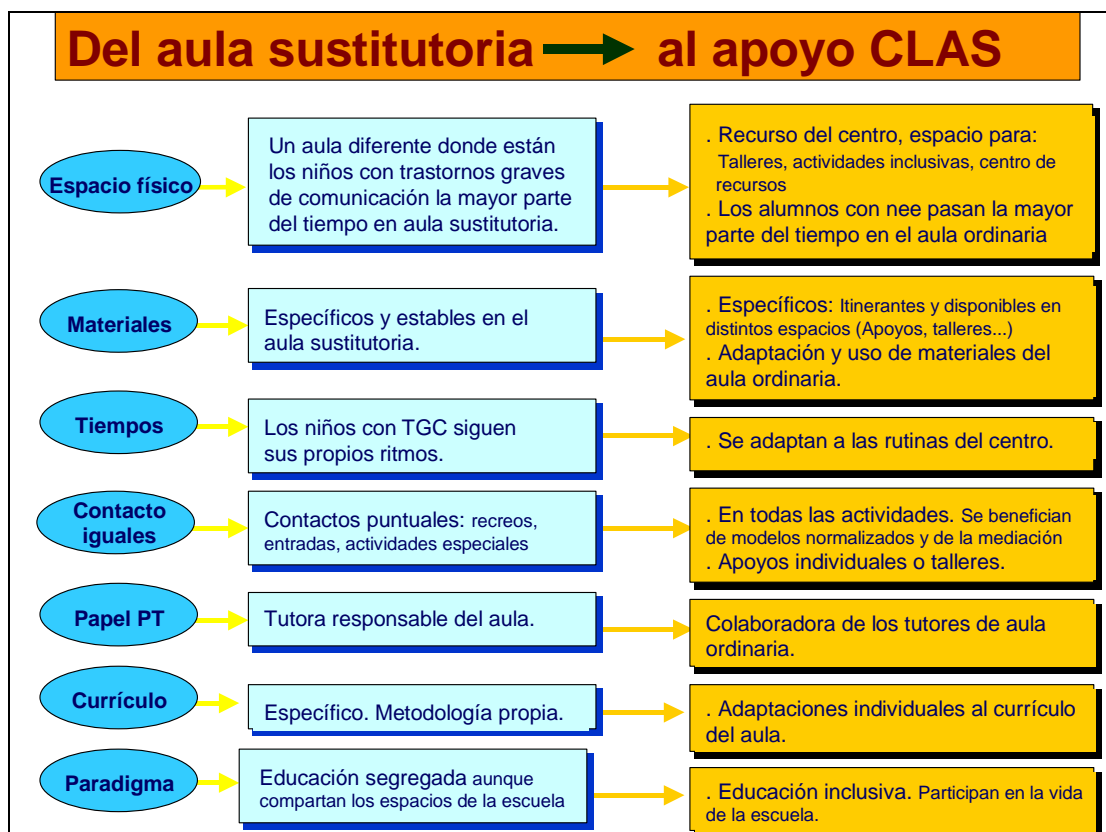 Del aula sustitutoria al apoyo CLAS
Espacio físico
Un aula diferente donde están
los niños con trastornos graves
de comunicación la mayor parte
del tiempo en aula sustitutoria.
. Recurso del centro, espacio para:
Talleres, actividades inclusivas, centro de
recursos
. Los alumnos con nee pasan la mayor
parte del tiempo en el aula ordinaria
Materiales
Específicos y estables en el
aula sustitutoria.
. Específicos: Itinerantes y disponibles en
distintos espacios (Apoyos, talleres...)
. Adaptación y uso de materiales del
aula ordinaria.
Tiempos
Los niños con TGC siguen
sus propios ritmos.
. Se adaptan a las rutinas del centro.
Contacto
iguales
Contactos puntuales: recreos,
entradas, actividades especiales
. En todas las actividades. Se benefician
de modelos normalizados y de la mediación
. Apoyos individuales o talleres.
Papel PT
Tutora responsable del aula.
Colaboradora de los tutores de aula
ordinaria.
Currículo
Específico. Metodología propia.
. Adaptaciones individuales al currículo
del aula.
Paradigma
Educación segregada aunque
compartan los espacios de la escuela
. Educación inclusiva. Participan en la vida
de la escuela.